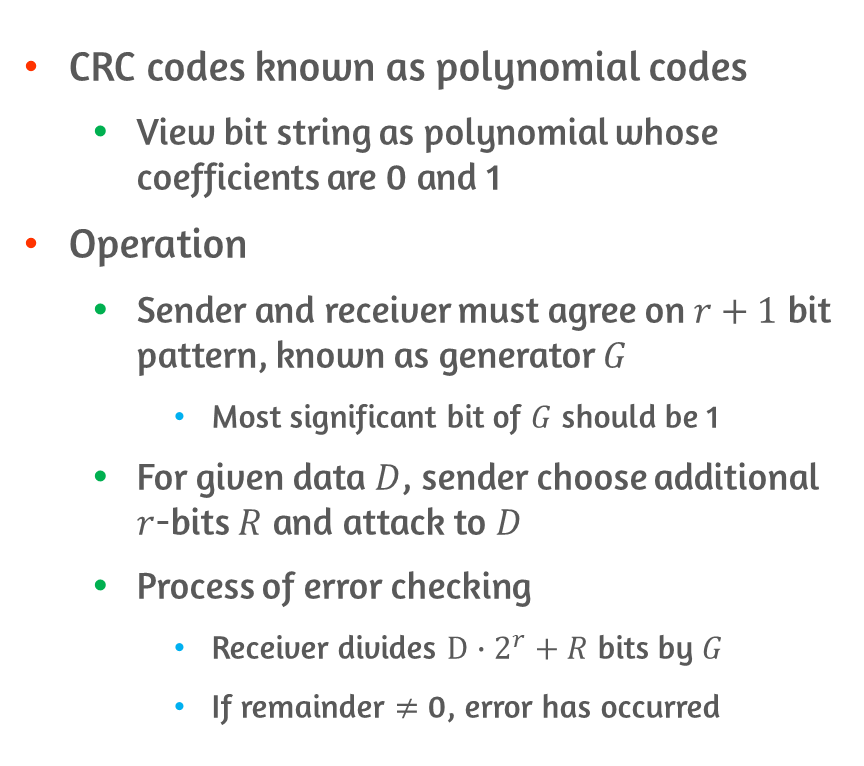 • CRC codes known as polynomial codes
• View bit string as polynomial whose
coefficients are 0 and 1
• Operation
• Sender and receiver must agree on r + 1 bit
pattern, known as generator G
• Most significant bit of G should be 1
• For given data D, sender choose additional
r-bits R and attack to D
• Process of error checking
• Receiver divides D · 2^r + R bits by G
• If remainder ≠ 0, error has occurred